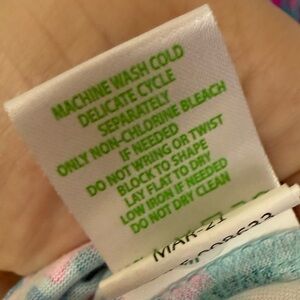 MACHINE WASH COLD
DELICATE CYCLE
SEPARATELY
ONLY NON-CHLORINE BLEACH
IF NEEDED
DO NOT WRING OR TWIST
BLOCK TO SHAPE
LAY FLAT TO DRY
LOW IRON IF NEEDED
DO NOT DRY CLEAN
MAR-21